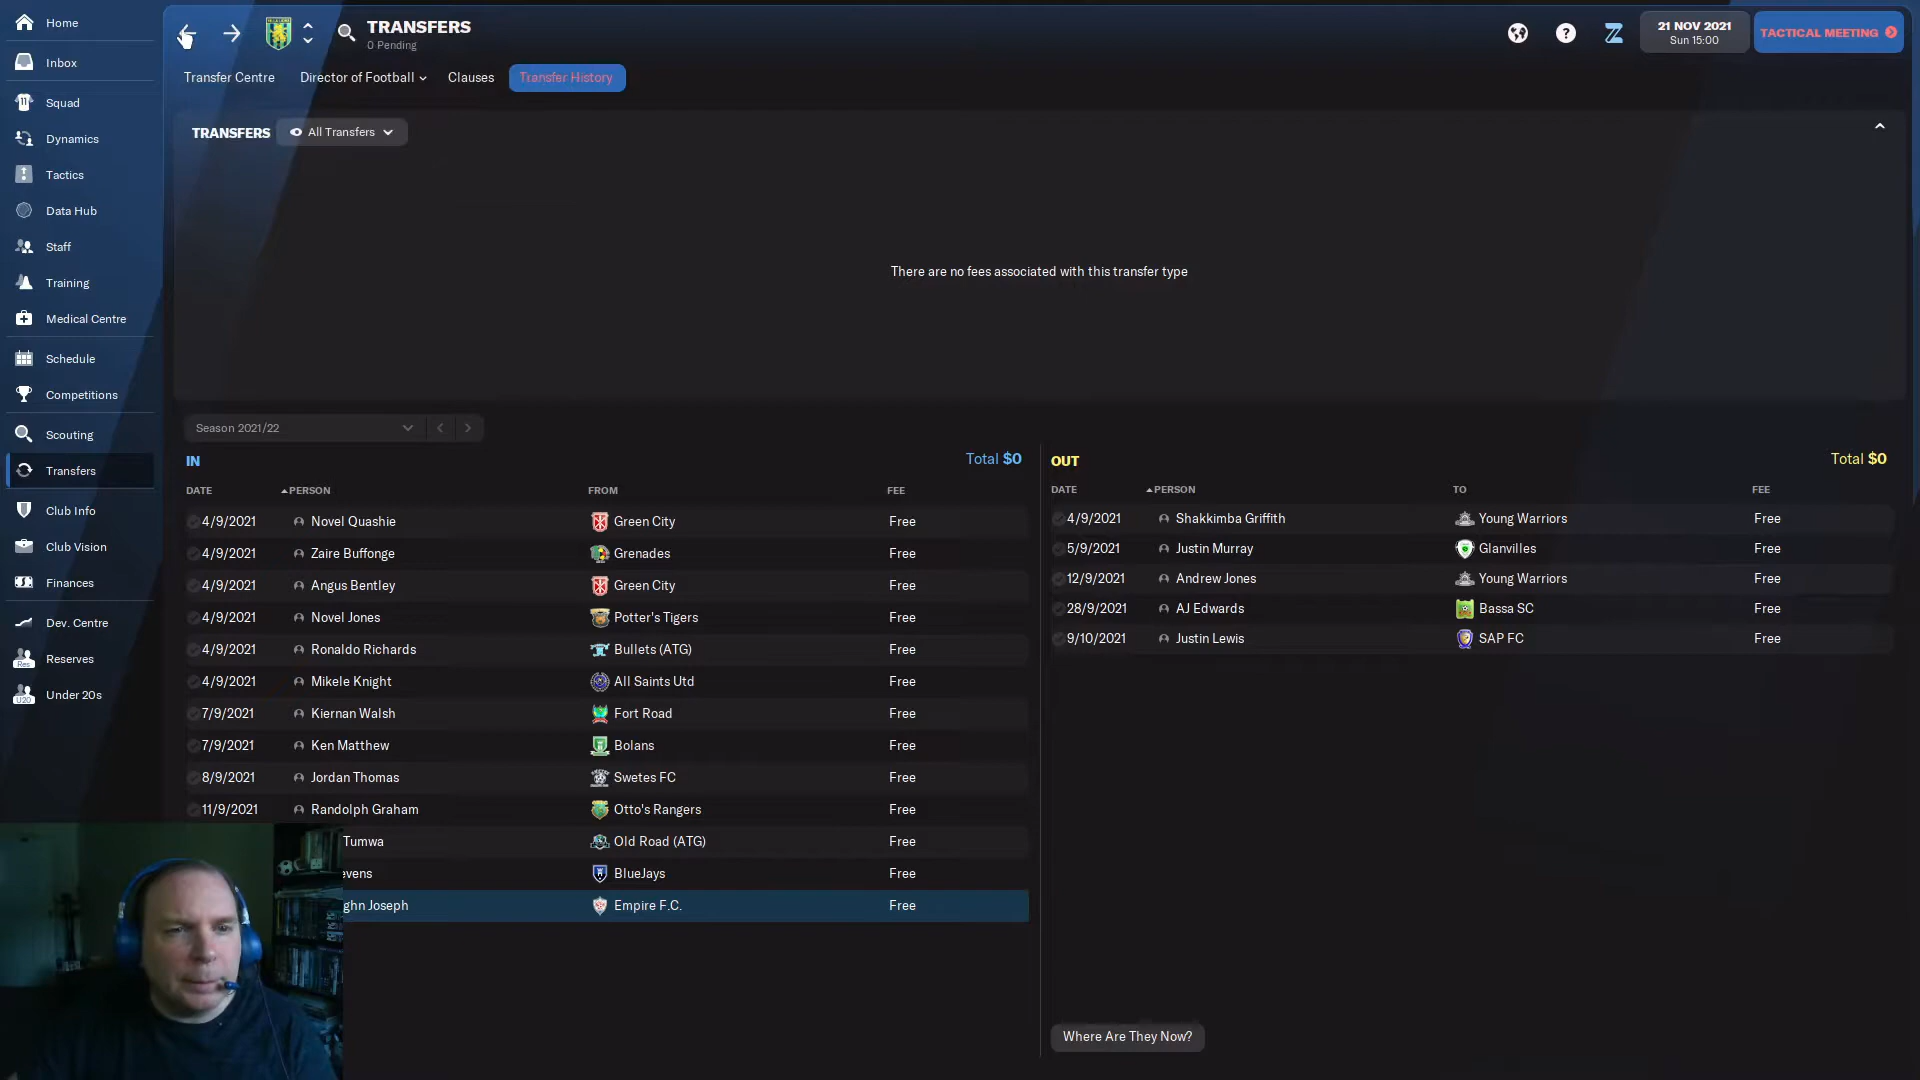 Home
Inbox
Squad
Dynamics
Tactics
Data Hub
Staff
Training
Medical Centre
Schedule
Competitions
Scouting
Transfers
Club Info
Club Vision
Finances
Dev. Centre
Reserves
Under 20s
TRANSFERS
0 Pending
21 NOV 2021
Sun 15:00
TACTICAL MEETING
Transfer Centre
Director of Football
Clauses
Transfer History
TRANSFERS
All Transfers
There are no fees associated with this transfer type
Season 2021/22
IN
Total $0
DATE PERSON FROM FEE
4/9/2021 Novel Quashie Green City Free
4/9/2021 Zaire Buffonge Grenades Free
4/9/2021 Angus Bentley Green City Free
4/9/2021 Novel Jones Potter's Tigers Free
4/9/2021 Ronaldo Richards Bullets (ATG) Free
4/9/2021 Mikele Knight All Saints Utd Free
7/9/2021 Kiernan Walsh Fort Road Free
7/9/2021 Ken Matthew Bolans Free
8/9/2021 Jordan Thomas Swetes FC Free
11/9/2021 Randolph Graham Otto's Rangers Free
Tumwa Old Road (ATG) Free
evens BlueJays Free
ghn Joseph Empire F.C. Free
OUT
Total $0
DATE PERSON TO FEE
4/9/2021 Shakkimba Griffith Young Warriors Free
5/9/2021 Justin Murray Glanvilles Free
12/9/2021 Andrew Jones Young Warriors Free
28/9/2021 AJ Edwards Bassa SC Free
9/10/2021 Justin Lewis SAP FC Free
Where Are They Now?